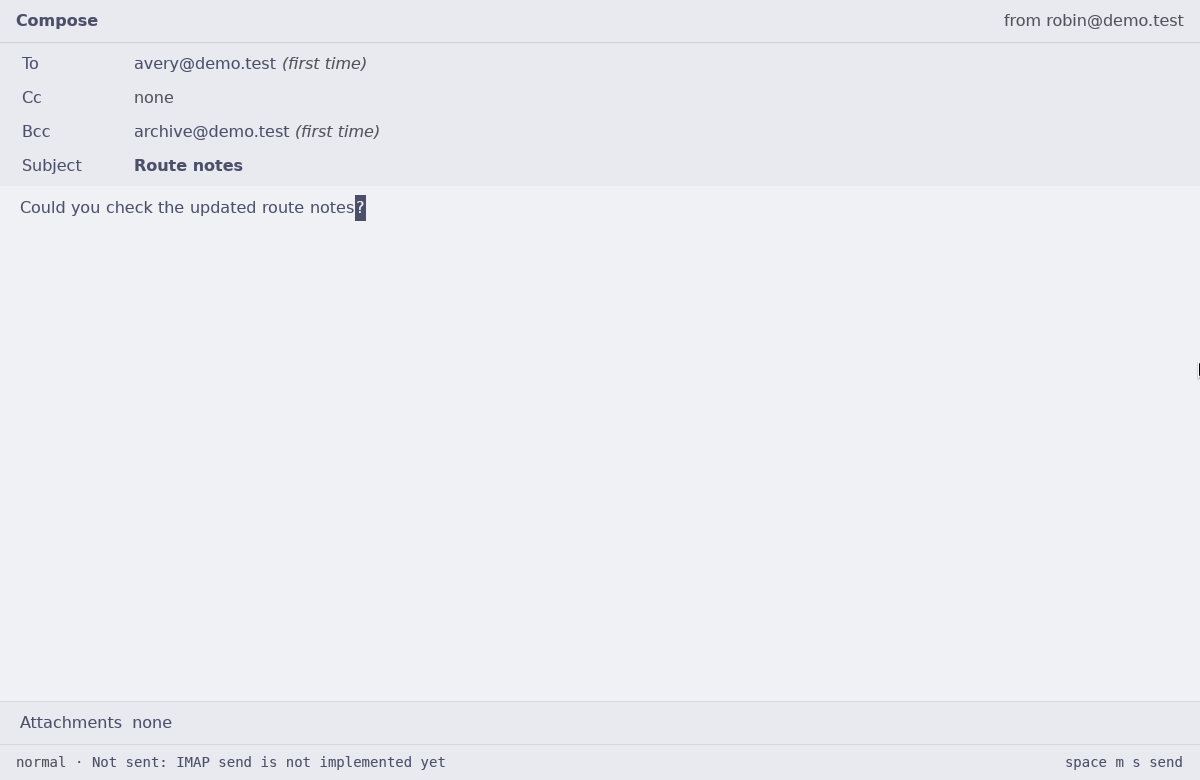 Compose from robin@demo.test
To avery@demo.test (first time)
Cc none
Bcc archive@demo.test (first time)
Subject Route notes
Could you check the updated route notes?
Attachments none
normal · Not sent: IMAP send is not implemented yet space m s send